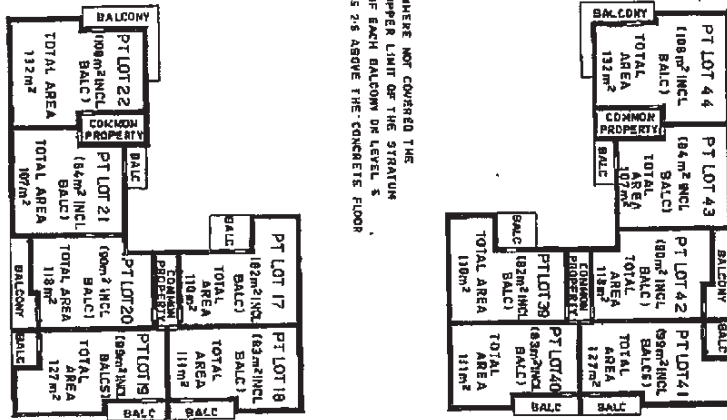 BALCONY
PT LOT 22
(108m² INCL
BALC)
TOTAL AREA
132m²
COMMON
PROPERTY
BALC
PT LOT 21
(84m² INCL
BALC)
TOTAL AREA
107m²
PT LOT 20
(90m² INCL
BALC)
TOTAL AREA
118m²
BALCONY
BALC
PT LOT 19
(99m² INCL
BALCS)
TOTAL
AREA
127m²
BALC
COMMON
PROPERTY
BALC
PT LOT 17
(82m² INCL
BALC)
TOTAL
AREA
110m²
PT LOT 18
(83m² INCL
BALC)
TOTAL
AREA
111m²
BALC
WHERE NOT COVERED THE
UPPER LIMIT OF THE STRATUM
OF EACH BALCONY ON LEVEL 5
IS 2.5 ABOVE THE CONCRETE FLOOR
BALCONY
PT LOT 44
(108m² INCL
BALC)
TOTAL
AREA
132m²
COMMON
PROPERTY
BALC
PT LOT 43
(84m² INCL
BALC)
TOTAL
AREA
107m²
PT LOT 42
(90m² INCL
BALC)
TOTAL
AREA
118m²
BALCONY
BALC
PT LOT 41
(99m² INCL
BALCS)
TOTAL
AREA
127m²
BALC
COMMON
PROPERTY
BALC
PT LOT 39
(82m² INCL
BALC)
TOTAL AREA
110m²
PT LOT 40
(83m² INCL
BALC)
TOTAL
AREA
111m²
BALC